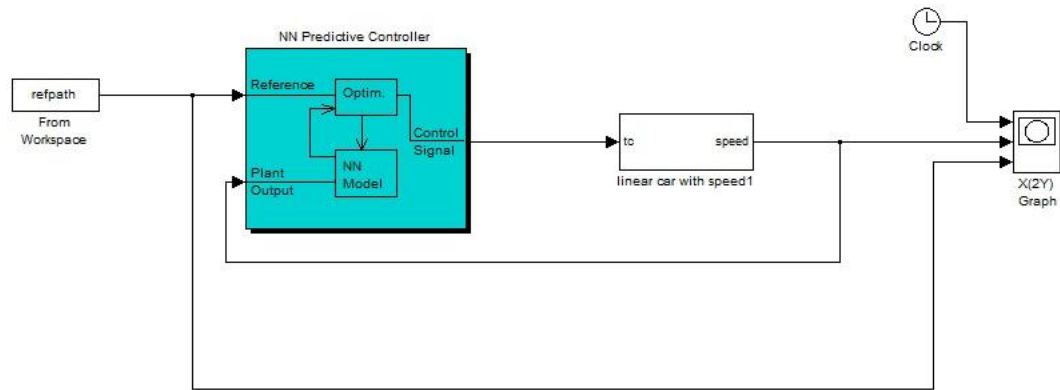 NN Predictive Controller
Clock
refpath
From
Workspace
Reference
Optim.
Control
Signal
NN
Model
Plant
Output
to
speed
linear car with speed1
X(2Y)
Graph